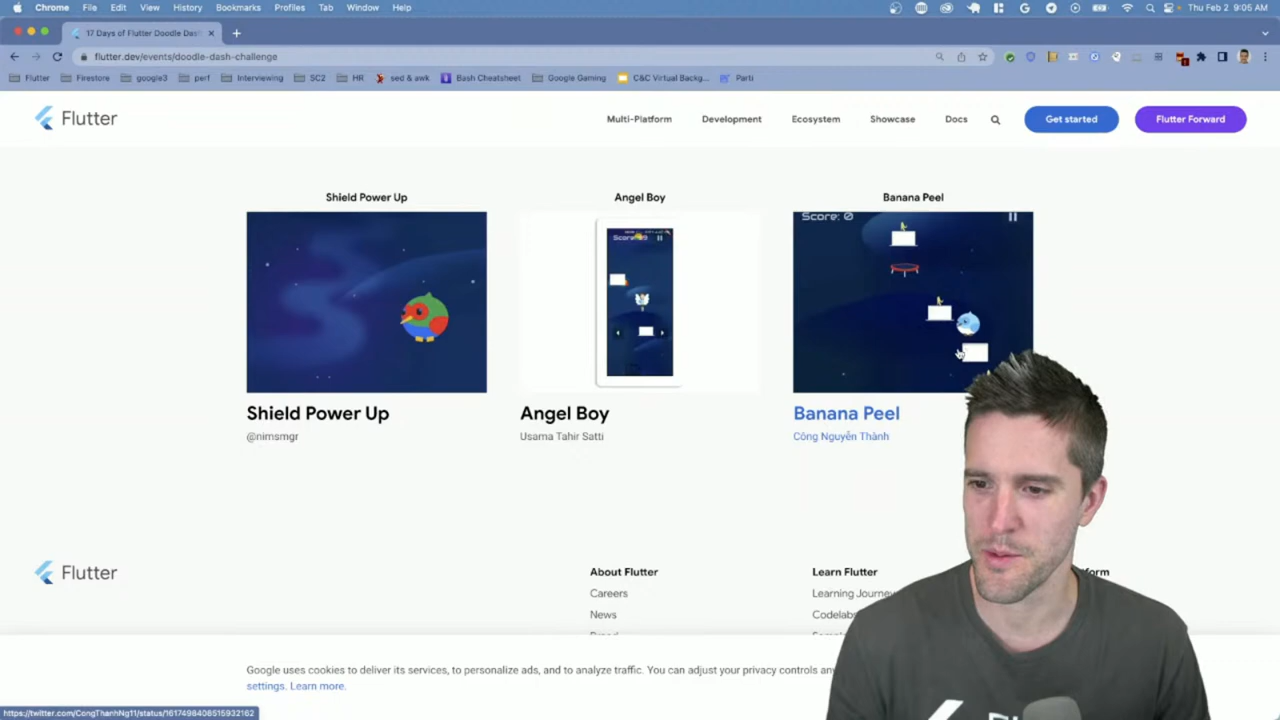 Chrome File Edit View History Bookmarks Profiles Tab Window Help Thu Feb 2 9:05 AM
17 Days of Flutter Doodle Dash
flutter.dev/events/doodle-dash-challenge
Flutter Firestore google3 perf Interviewing SC2 HR sed & awk Bash Cheatsheet Google Gaming C&C Virtual Backg... Parti
Flutter Multi-Platform Development Ecosystem Showcase Docs Get started Flutter Forward
Shield Power Up Angel Boy Banana Peel
Score: 0
Shield Power Up Angel Boy Banana Peel
@nimsmgr Usama Tahir Satti Công Nguyễn Thành
Flutter About Flutter Learn Flutter
Careers Learning Journey
News
Google uses cookies to deliver its services, to personalize ads, and to analyze traffic. You can adjust your privacy controls
settings. Learn more.
https://twitter.com/CongThanhNg11/status/1617498408515932162